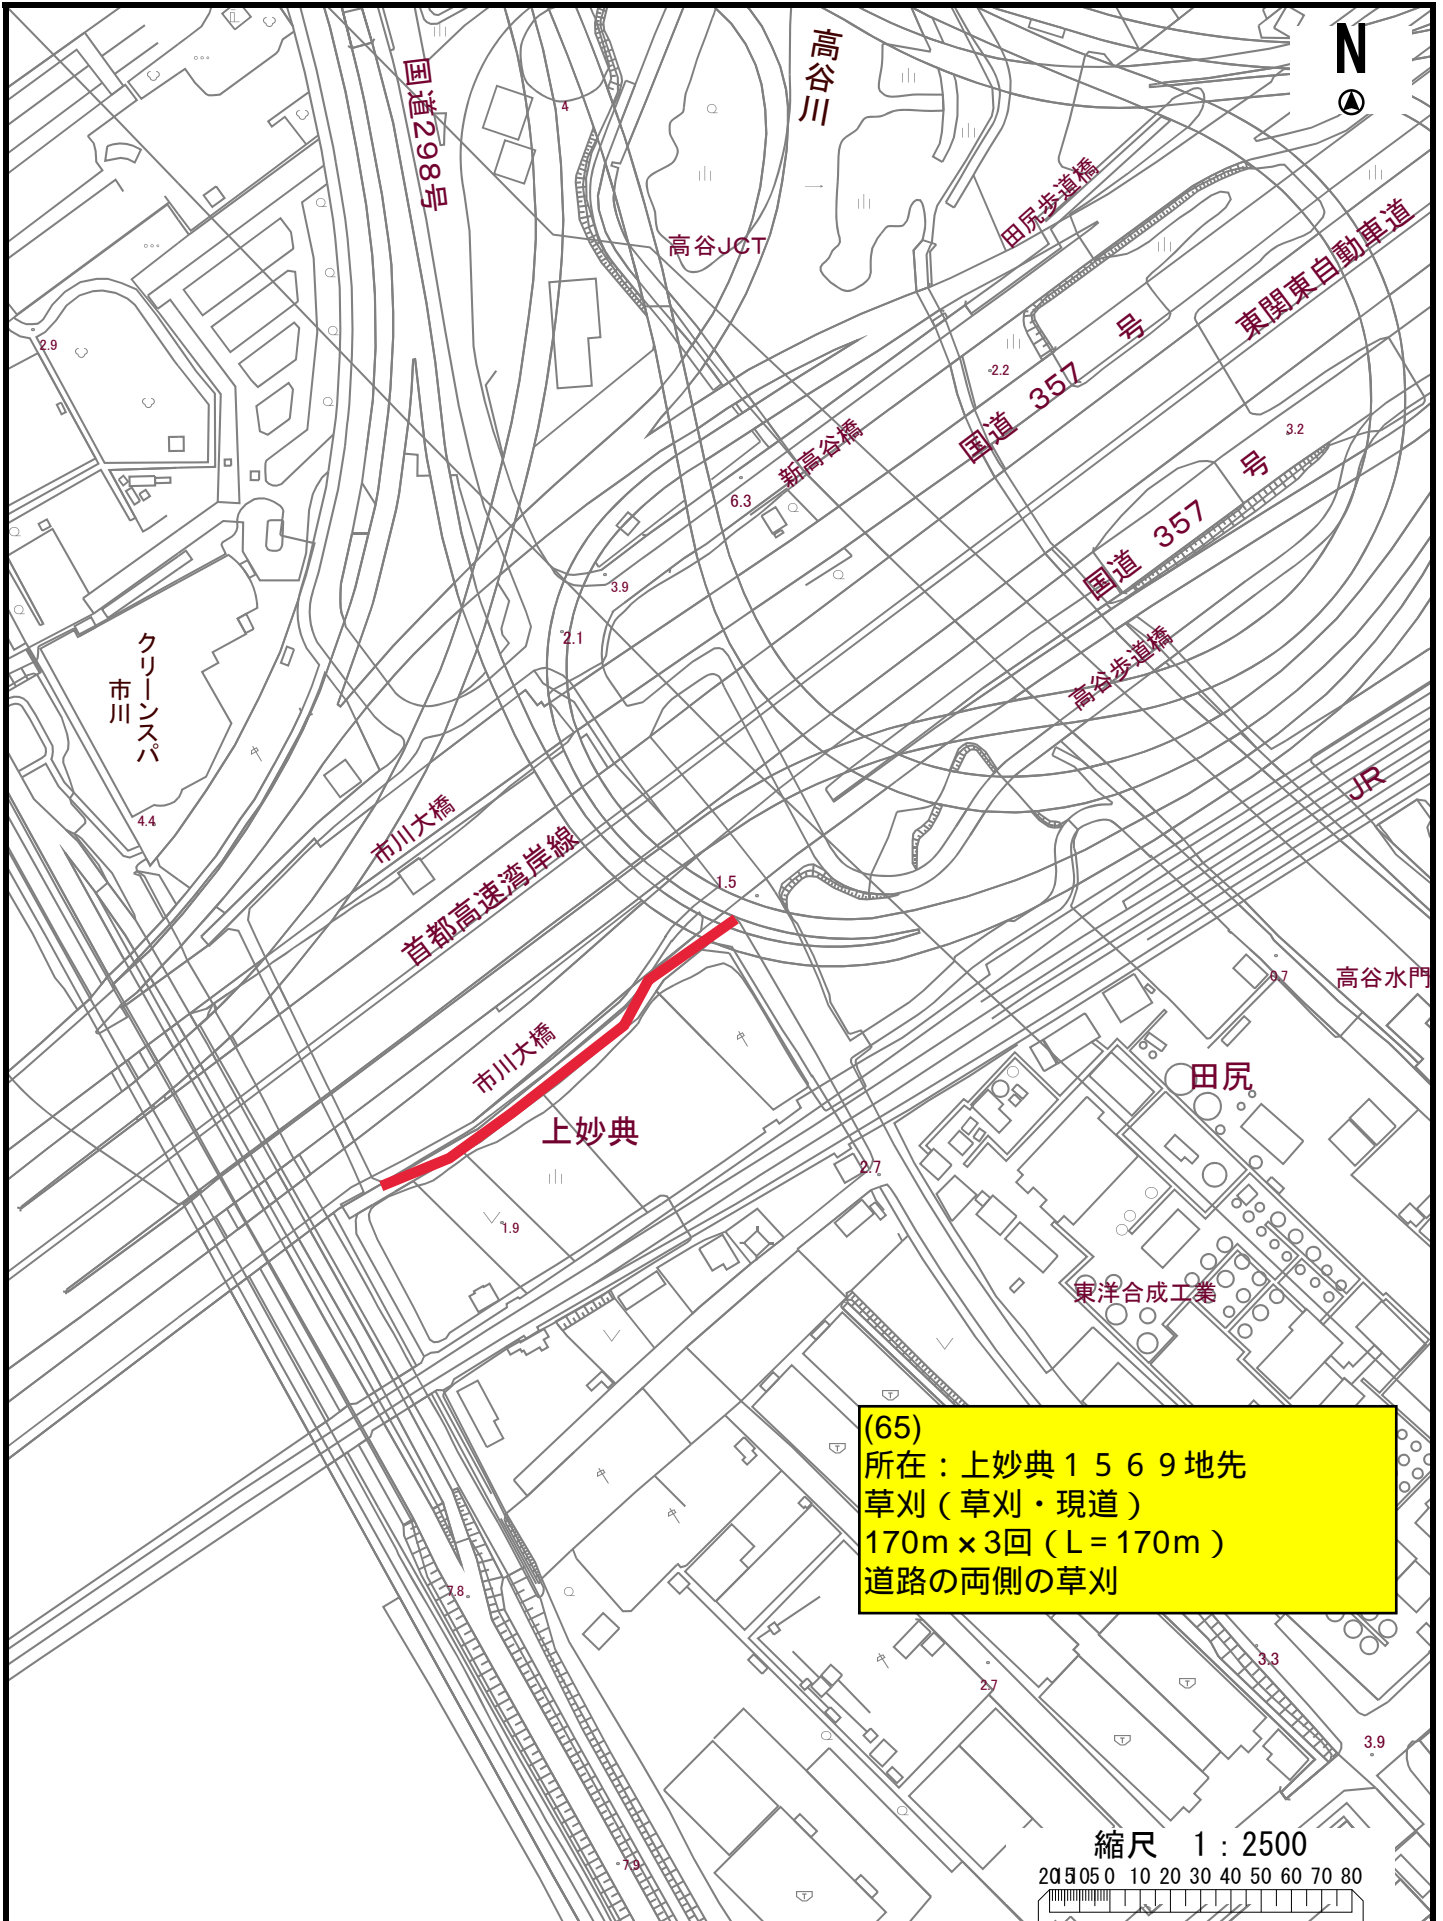 N
高谷川
国道298号
4
高谷JCT
田尻歩道橋
東関東自動車道
2.9
2.2
国道 357 号
3.2
新高谷橋
6.3
国道 357 号
3.9
2.1
高谷歩道橋
クリーンスパ
市川
JR
4.4
市川大橋
首都高速湾岸線
1.5
0.7
高谷水門
市川大橋
田尻
上妙典
2.7
1.9
東洋合成工業
(65)
所在：上妙典１５６９地先
草刈（草刈・現道）
170m×3回（L=170m）
道路の両側の草刈
7.8
3.3
2.7
3.9
7.9
縮尺 1：2500
20 15 10 5 0 10 20 30 40 50 60 70 80